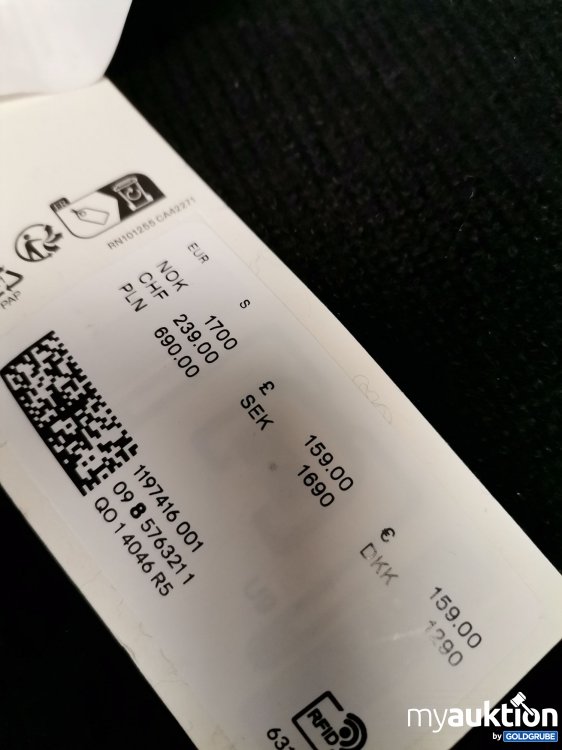 FR
RN101255 CA42271
PAP
EUR S
NOK 1700 £ 159.00 € 159.00
CHF 239.00 SEK 1690 DKK 1290
PLN 690.00
1197416 001
09 8 5763211
QO 1 4046 R5
RFID
myauktion
by GOLDGRUBE